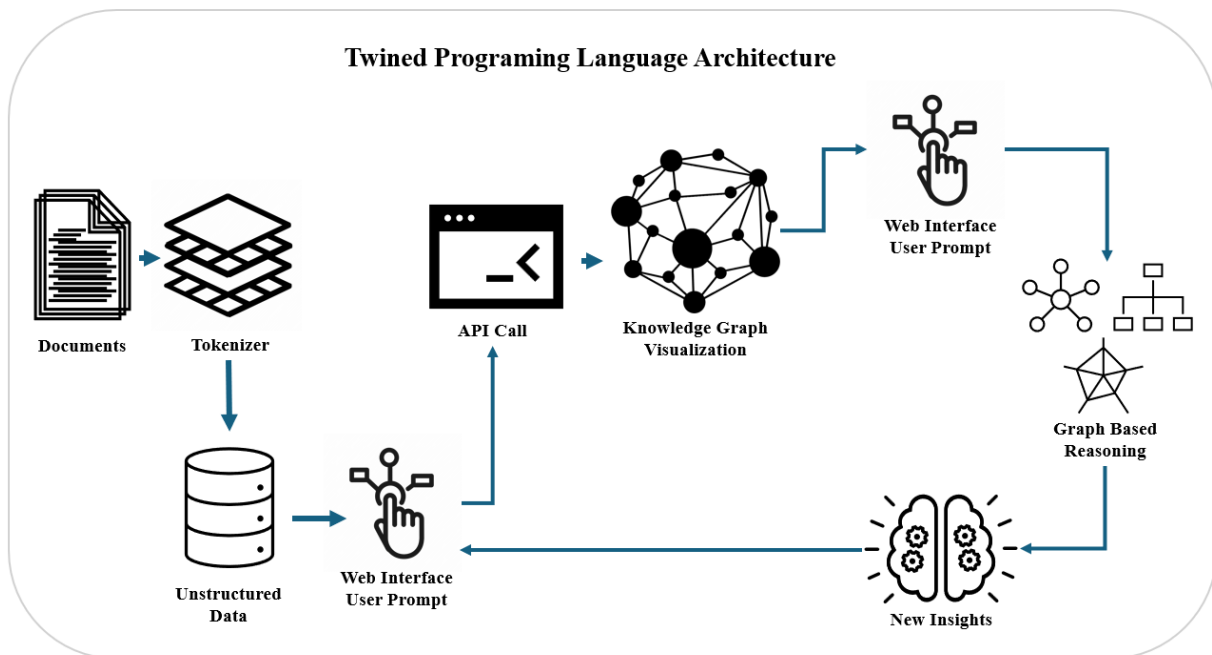 Twined Programing Language Architecture
Documents
Tokenizer
Unstructured
Data
Web Interface
User Prompt
API Call
Knowledge Graph
Visualization
Web Interface
User Prompt
Graph Based
Reasoning
New Insights